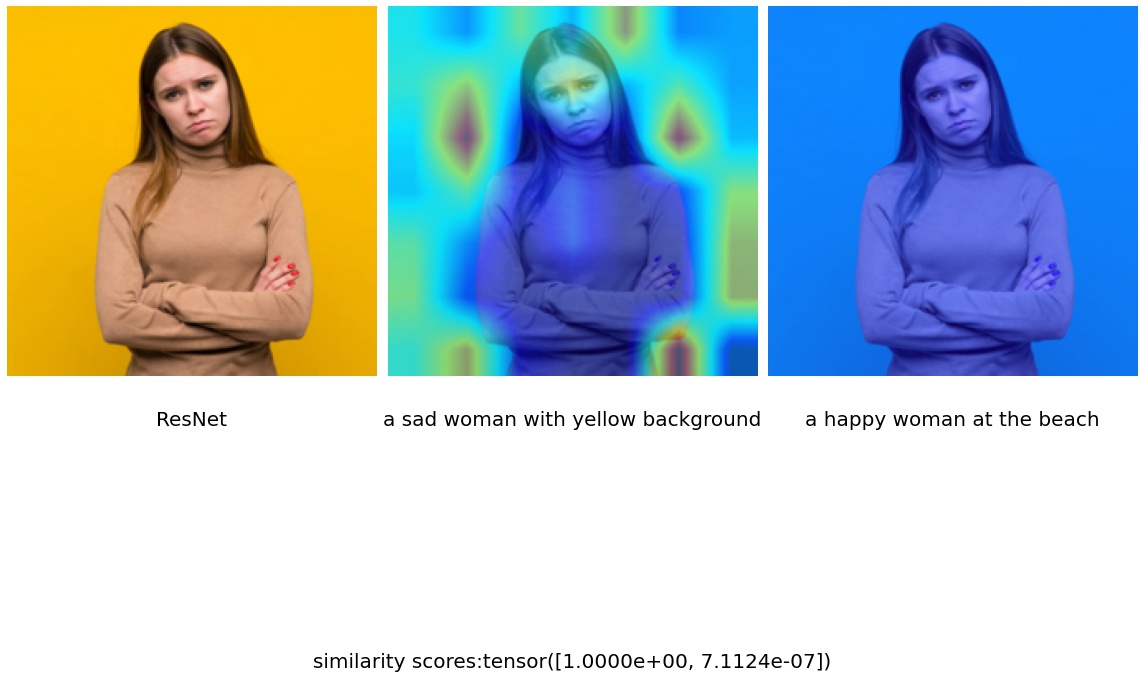 ResNet
a sad woman with yellow background
a happy woman at the beach
similarity scores:tensor([1.0000e+00, 7.1124e-07])